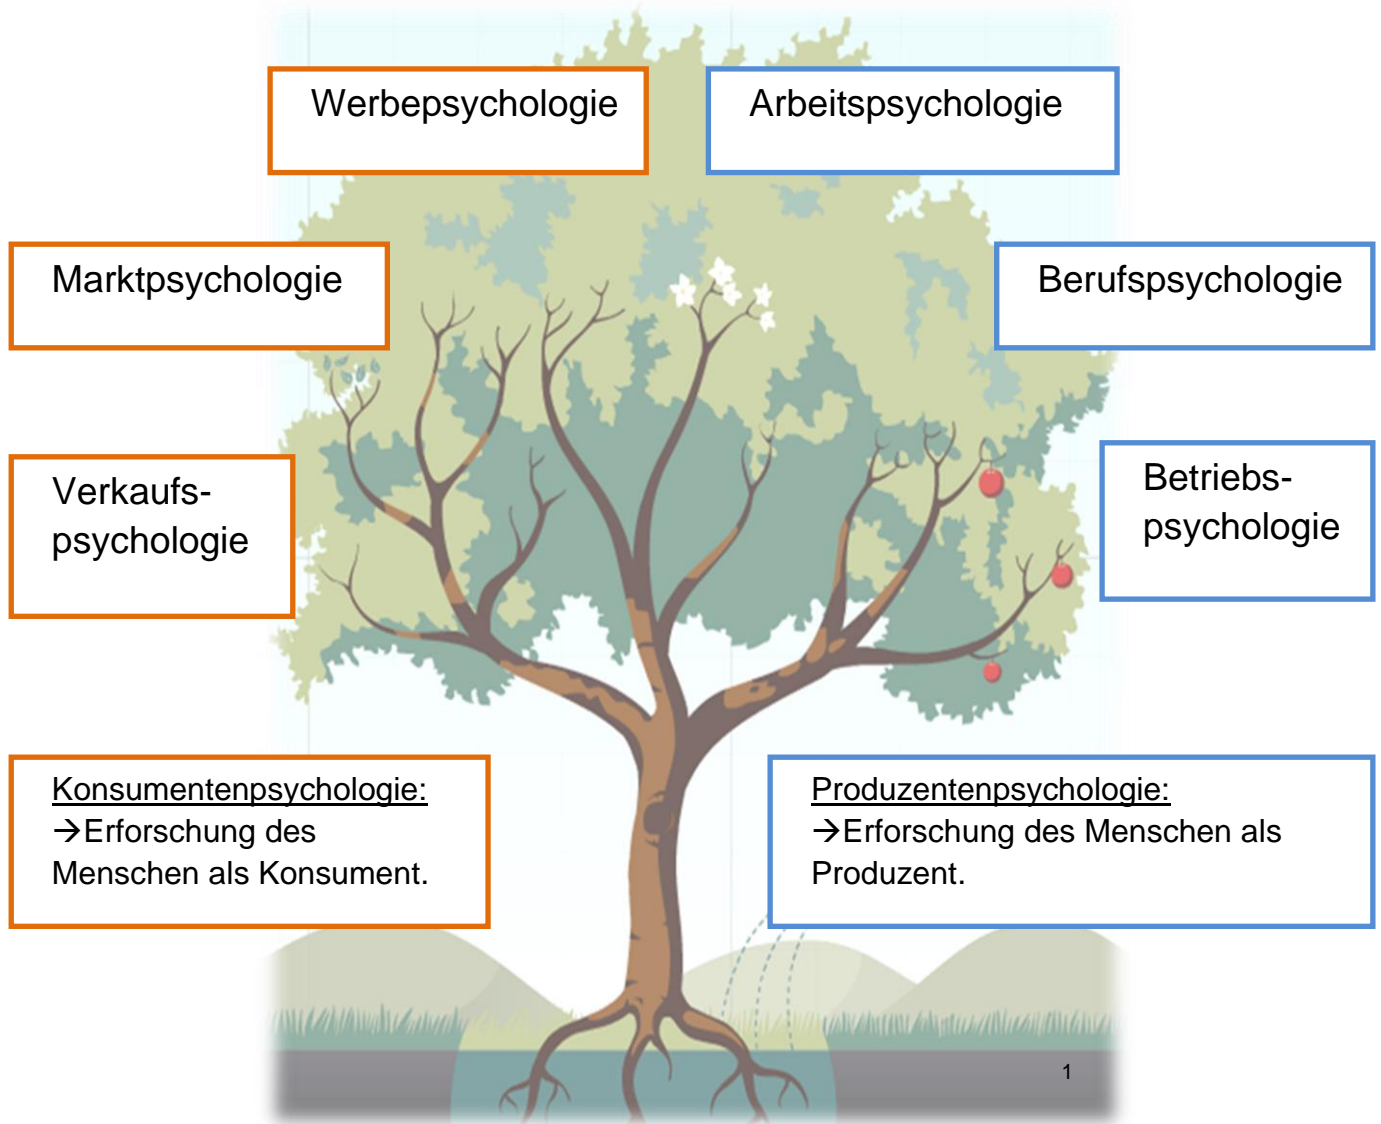 Werbepsychologie
Arbeitspsychologie
Marktpsychologie
Berufspsychologie
Verkaufs-
psychologie
Betriebs-
psychologie
Konsumentenpsychologie:
→Erforschung des
Menschen als Konsument.
Produzentenpsychologie:
→Erforschung des Menschen als
Produzent.
1